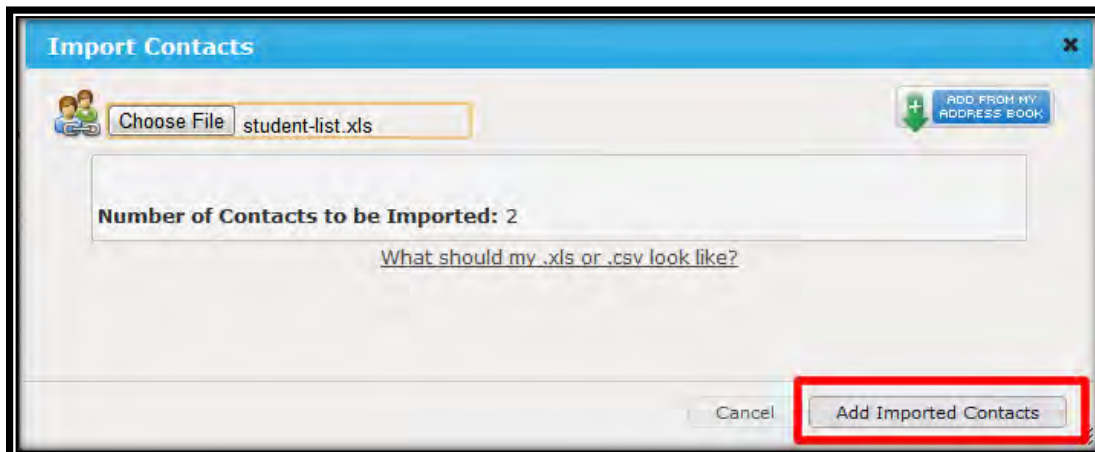 Import Contacts
Choose File student-list.xls
ADD FROM MY
ADDRESS BOOK
Number of Contacts to be Imported: 2
What should my .xls or .csv look like?
Cancel Add Imported Contacts